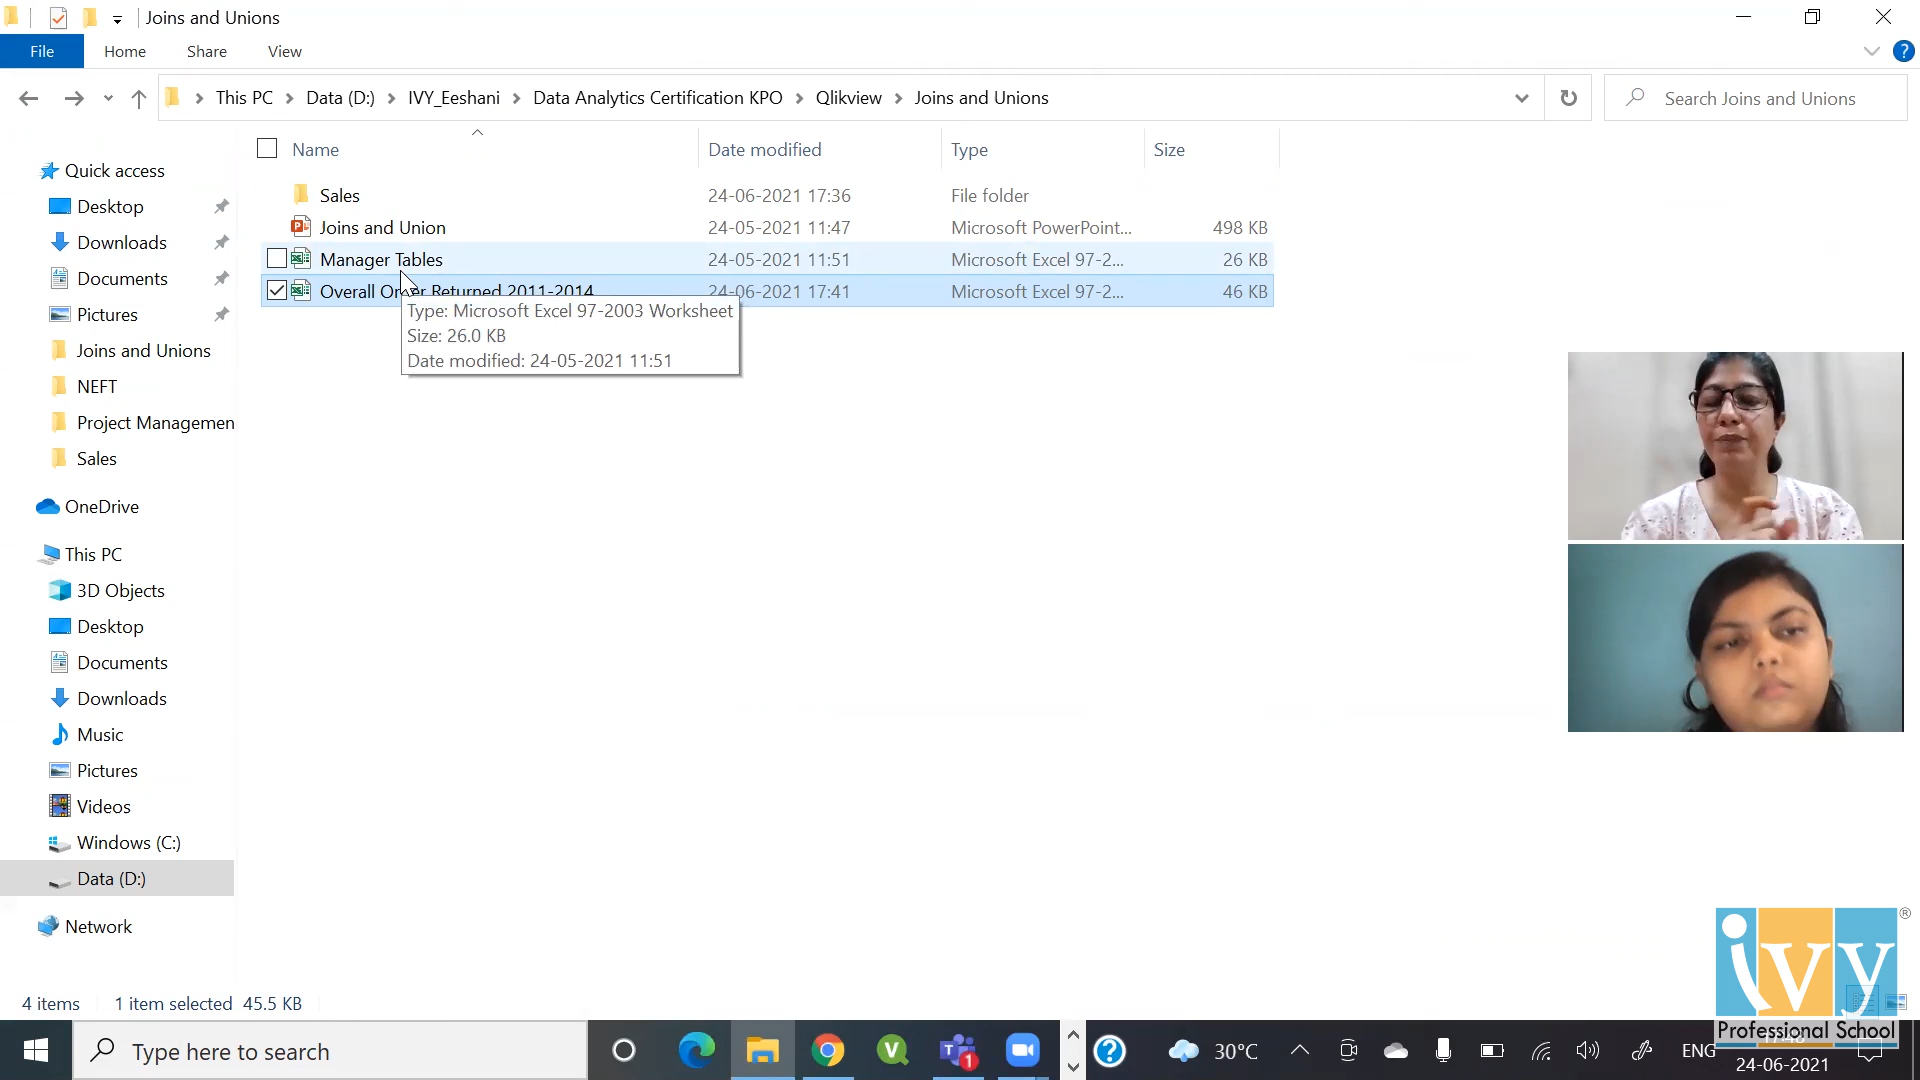 Joins and Unions
File
Home
Share
View
This PC
Data (D:)
IVY_Eeshani
Data Analytics Certification KPO
Qlikview
Joins and Unions
Search Joins and Unions
Name
Date modified
Type
Size
Sales
24-06-2021 17:36
File folder
Joins and Union
24-05-2021 11:47
Microsoft PowerPoint...
498 KB
Manager Tables
24-05-2021 11:51
Microsoft Excel 97-2...
26 KB
Overall Order Returned 2011-2014
24-06-2021 17:41
Microsoft Excel 97-2...
46 KB
Type: Microsoft Excel 97-2003 Worksheet
Size: 26.0 KB
Date modified: 24-05-2021 11:51
Quick access
Desktop
Downloads
Documents
Pictures
Joins and Unions
NEFT
Project Managemen
Sales
OneDrive
This PC
3D Objects
Desktop
Documents
Downloads
Music
Pictures
Videos
Windows (C:)
Data (D:)
Network
4 items
1 item selected 45.5 KB
ivy
®
Professional School
Type here to search
1
30°C
ENG
24-06-2021